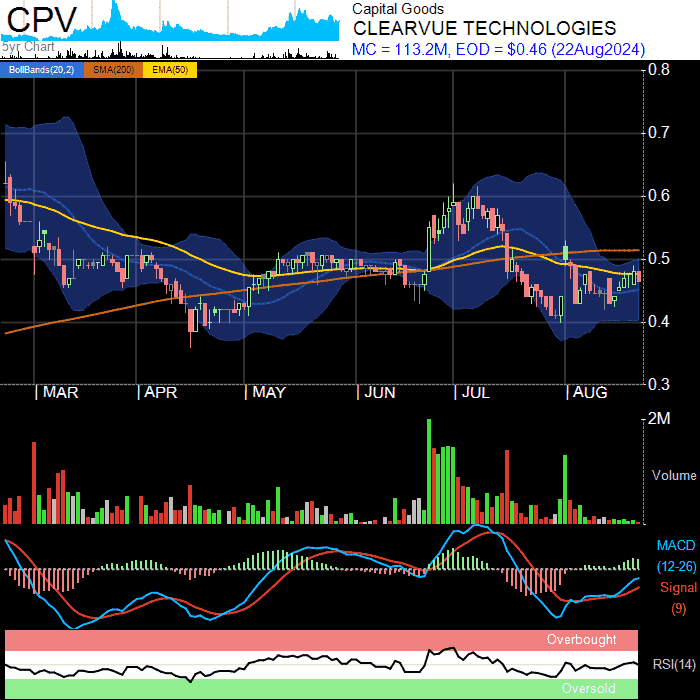 CPV
5yr Chart
Capital Goods
CLEARVUE TECHNOLOGIES
MC = 113.2M, EOD = $0.46 (22Aug2024)
BollBands(20,2) SMA(200) EMA(50)
0.8
0.7
0.6
0.5
0.4
0.3
MAR APR MAY JUN JUL AUG
2M
Volume
MACD
(12-26)
Signal
(9)
Overbought
RSI(14)
Oversold